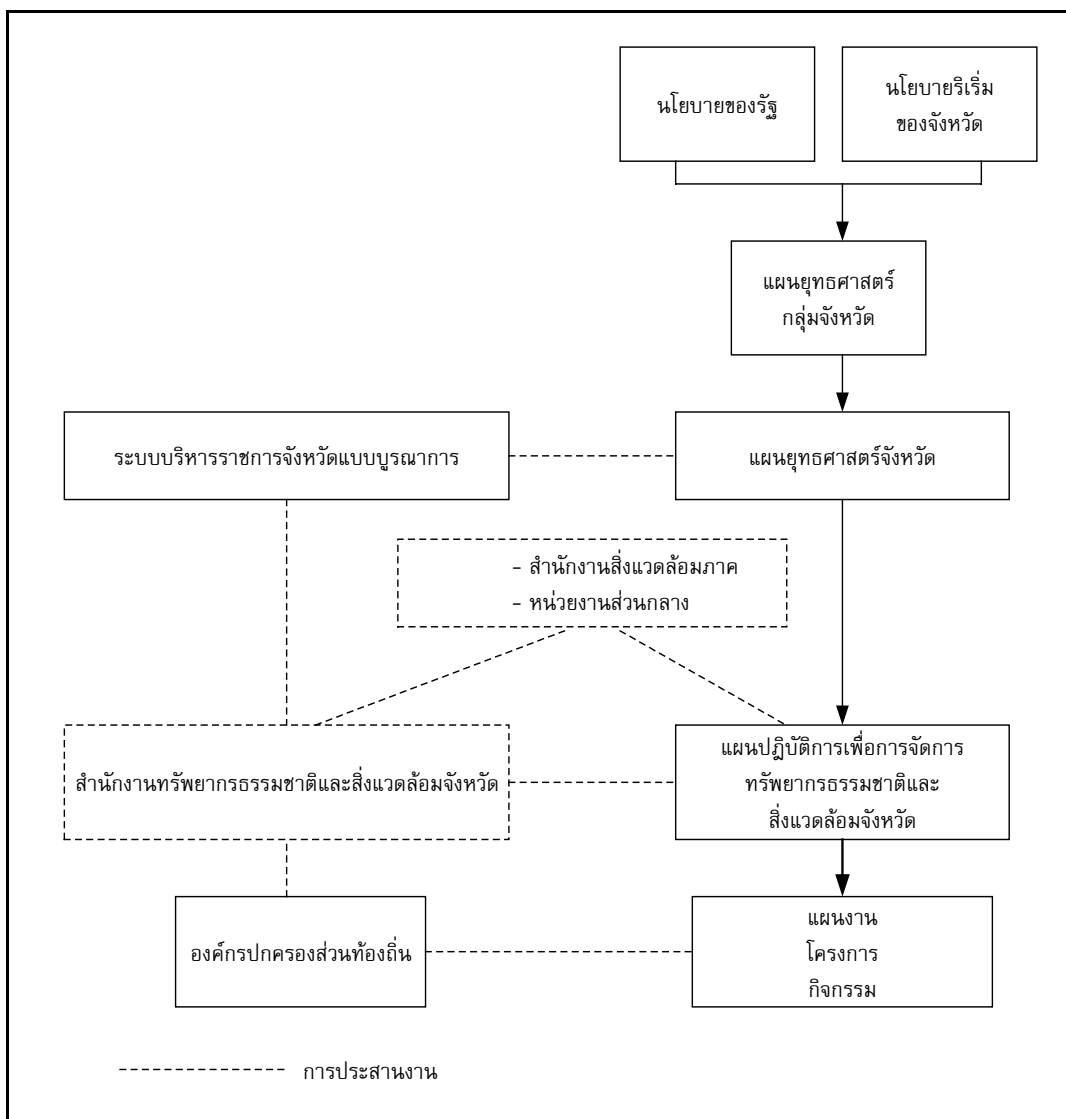 นโยบายของรัฐ
นโยบายริเริ่ม
ของจังหวัด
แผนยุทธศาสตร์
กลุ่มจังหวัด
ระบบบริหารราชการจังหวัดแบบบูรณาการ
แผนยุทธศาสตร์จังหวัด
– สำนักงานสิ่งแวดล้อมภาค
– หน่วยงานส่วนกลาง
สำนักงานทรัพยากรธรรมชาติและสิ่งแวดล้อมจังหวัด
แผนปฎิบัติการเพื่อการจัดการ
ทรัพยากรธรรมชาติและ
สิ่งแวดล้อมจังหวัด
องค์กรปกครองส่วนท้องถิ่น
แผนงาน
โครงการ
กิจกรรม
การประสานงาน